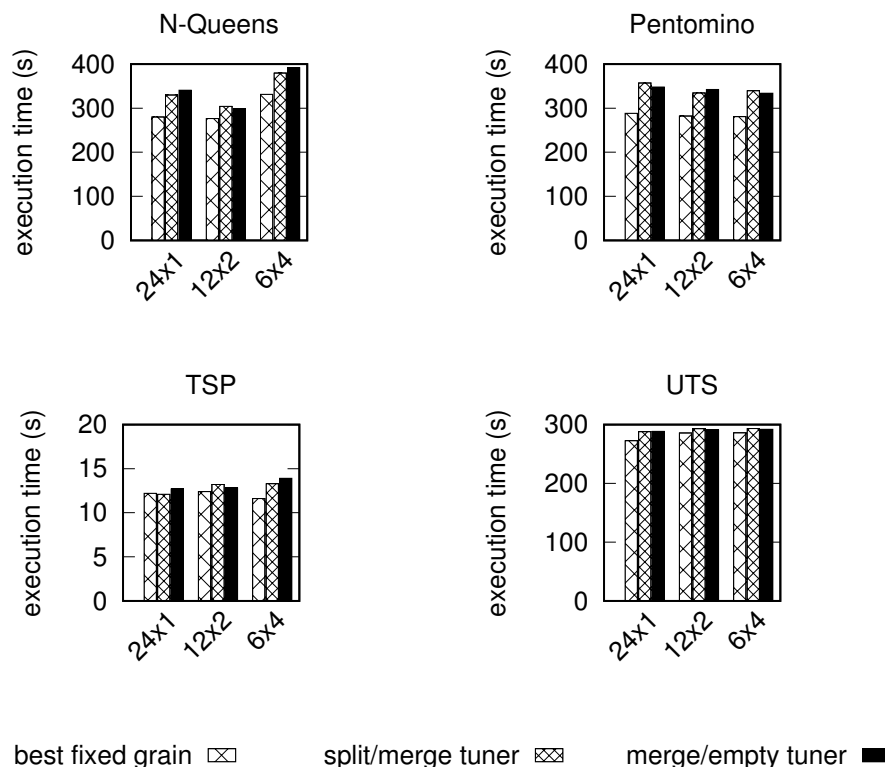 N-Queens
execution time (s)
400
300
200
100
0
24x1
12x2
6x4
Pentomino
execution time (s)
400
300
200
100
0
24x1
12x2
6x4
TSP
execution time (s)
20
15
10
5
0
24x1
12x2
6x4
UTS
execution time (s)
300
200
100
0
24x1
12x2
6x4
best fixed grain
split/merge tuner
merge/empty tuner